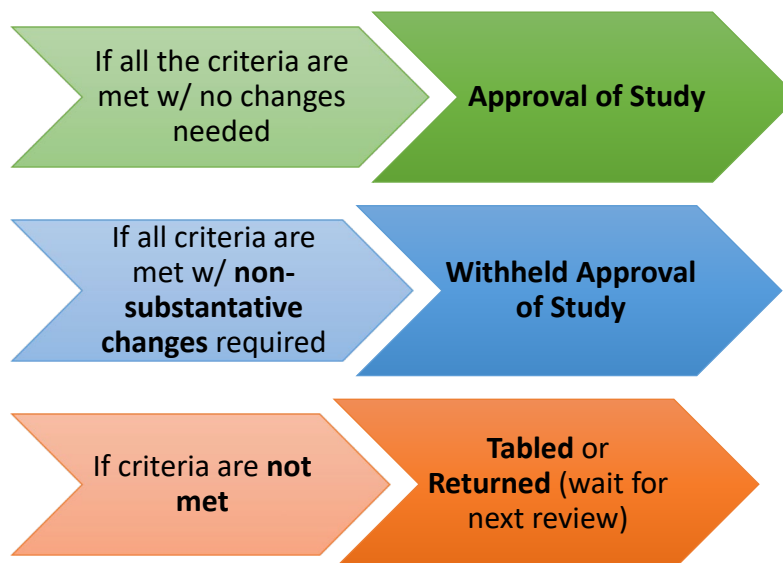 If all the criteria are
met w/ no changes
needed
Approval of Study
If all criteria are
met w/ non-
substantative
changes required
Withheld Approval
of Study
If criteria are not
met
Tabled or
Returned (wait for
next review)